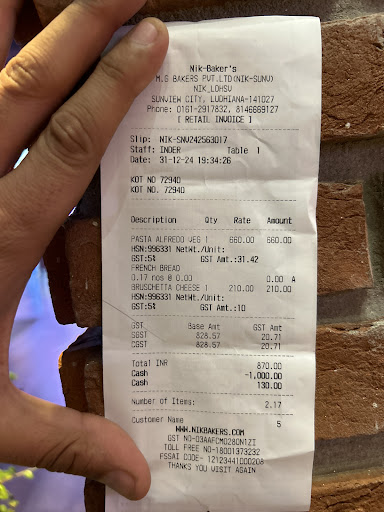 Nik-Baker's
M.G BAKERS PVT.LTD(NIK-SUNV)
NIK_LDHSV
SUNVIEW CITY, LUDHIANA-141027
Phone: 0161-2917832, 8146669127
[ RETAIL INVOICE ]
Slip: NIK-SNV242563017
Staff: INDER Table 1
Date: 31-12-24 19:34:26
KOT NO 72940
KOT NO. 72940
Description Qty Rate Amount
PASTA ALFREDO VEG 1 660.00 660.00
HSN:996331 NetWt./Unit:
GST:5% GST Amt.:31.42
FRENCH BREAD
0.17 nos @ 0.00 0.00 A
BRUSCHETTA CHEESE 1 210.00 210.00
HSN:996331 NetWt./Unit:
GST:5% GST Amt.:10
GST Base Amt GST Amt
SGST 828.57 20.71
CGST 828.57 20.71
Total INR 870.00
Cash -1,000.00
Cash 130.00
Number of Items: 2.17
Customer Name 5
WWW.NIKBAKERS.COM
GST NO-03AAFCM0280N1ZI
TOLL FREE NO-18001373232
FSSAI CODE- 12123441000208
THANKS YOU VISIT AGAIN